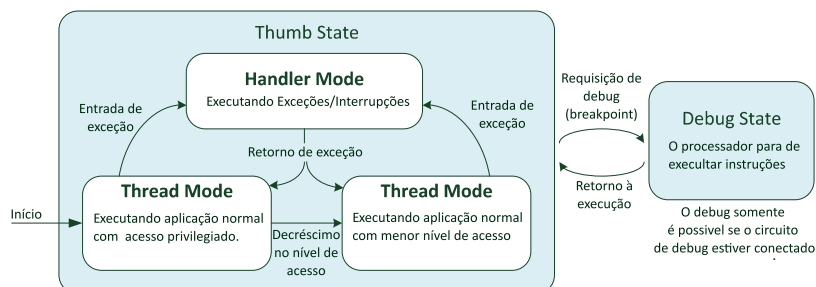 Thumb State
Handler Mode
Executando Exceções/Interrupções
Entrada de
exceção
Entrada de
exceção
Retorno de exceção
Início
Thread Mode
Executando aplicação normal
com acesso privilegiado.
Decréscimo
no nível de
acesso
Thread Mode
Executando aplicação normal
com menor nível de acesso
Requisição de
debug
(breakpoint)
Retorno à
execução
Debug State
O processador para de
execultar instruções
O debug somente
é possivel se o circuito
de debug estiver conectado